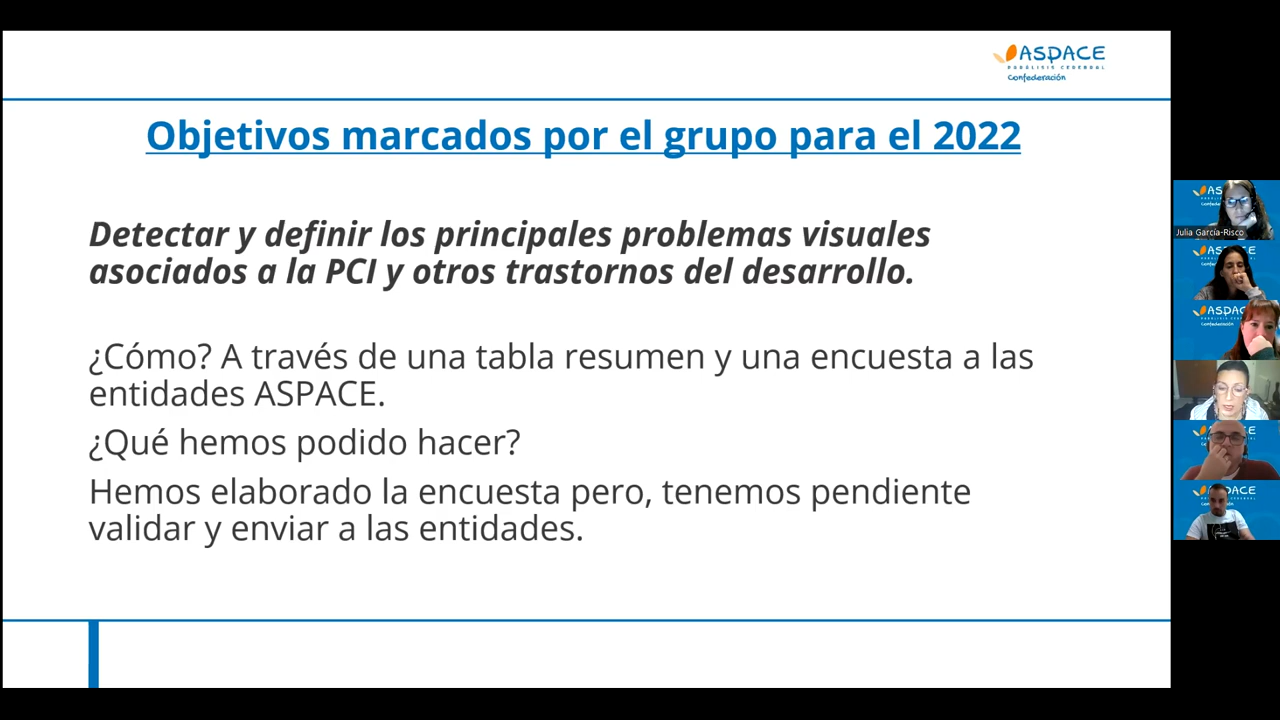 ASPACE
PARÁLISIS CEREBRAL
Confederación
Objetivos marcados por el grupo para el 2022
Detectar y definir los principales problemas visuales
asociados a la PCI y otros trastornos del desarrollo.
¿Cómo? A través de una tabla resumen y una encuesta a las
entidades ASPACE.
¿Qué hemos podido hacer?
Hemos elaborado la encuesta pero, tenemos pendiente
validar y enviar a las entidades.
Julia García-Risco